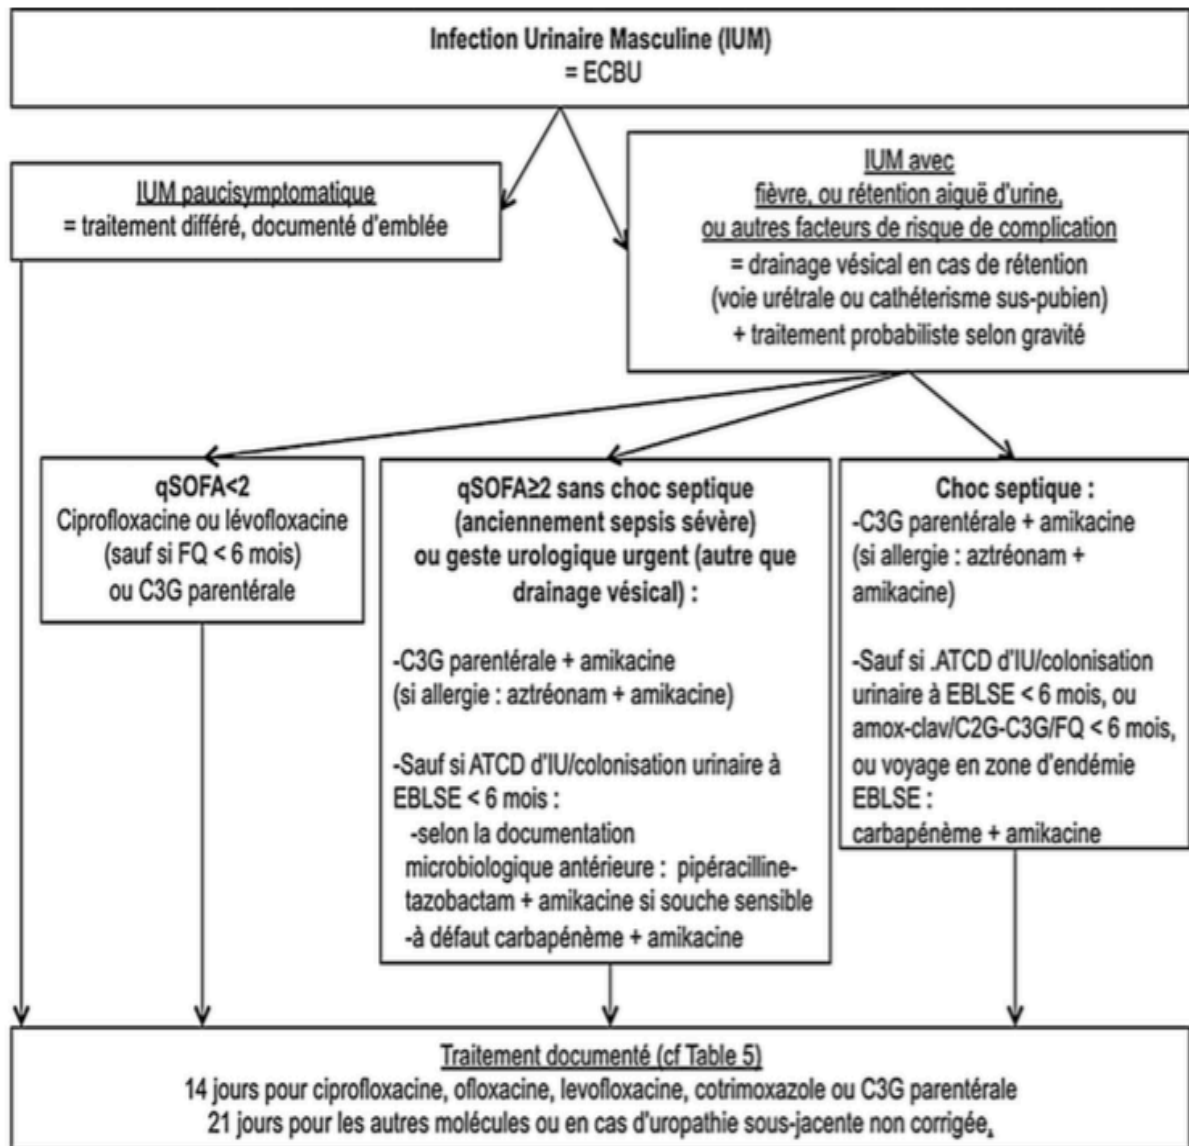 Infection Urinaire Masculine (IUM)
= ECBU
IUM paucisymptomatique
= traitement différé, documenté d'emblée
IUM avec
fièvre, ou rétention aiguë d'urine,
ou autres facteurs de risque de complication
= drainage vésical en cas de rétention
(voie urétrale ou cathéterisme sus-pubien)
+ traitement probabiliste selon gravité
qSOFA<2
Ciprofloxacine ou lévofloxacine
(sauf si FQ < 6 mois)
ou C3G parentérale
qSOFA≥2 sans choc septique
(anciennement sepsis sévère)
ou geste urologique urgent (autre que
drainage vésical) :
-C3G parentérale + amikacine
(si allergie : aztréonam + amikacine)
-Sauf si ATCD d'IU/colonisation urinaire à
EBLSE < 6 mois :
-selon la documentation
microbiologique antérieure : pipéracilline-
tazobactam + amikacine si souche sensible
-à défaut carbapénème + amikacine
Choc septique :
-C3G parentérale + amikacine
(si allergie : aztréonam +
amikacine)
-Sauf si .ATCD d'IU/colonisation
urinaire à EBLSE < 6 mois, ou
amox-clav/C2G-C3G/FQ < 6 mois,
ou voyage en zone d'endémie
EBLSE :
carbapénème + amikacine
Traitement documenté (cf Table 5)
14 jours pour ciprofloxacine, ofloxacine, levofloxacine, cotrimoxazole ou C3G parentérale
21 jours pour les autres molécules ou en cas d'uropathie sous-jacente non corrigée.